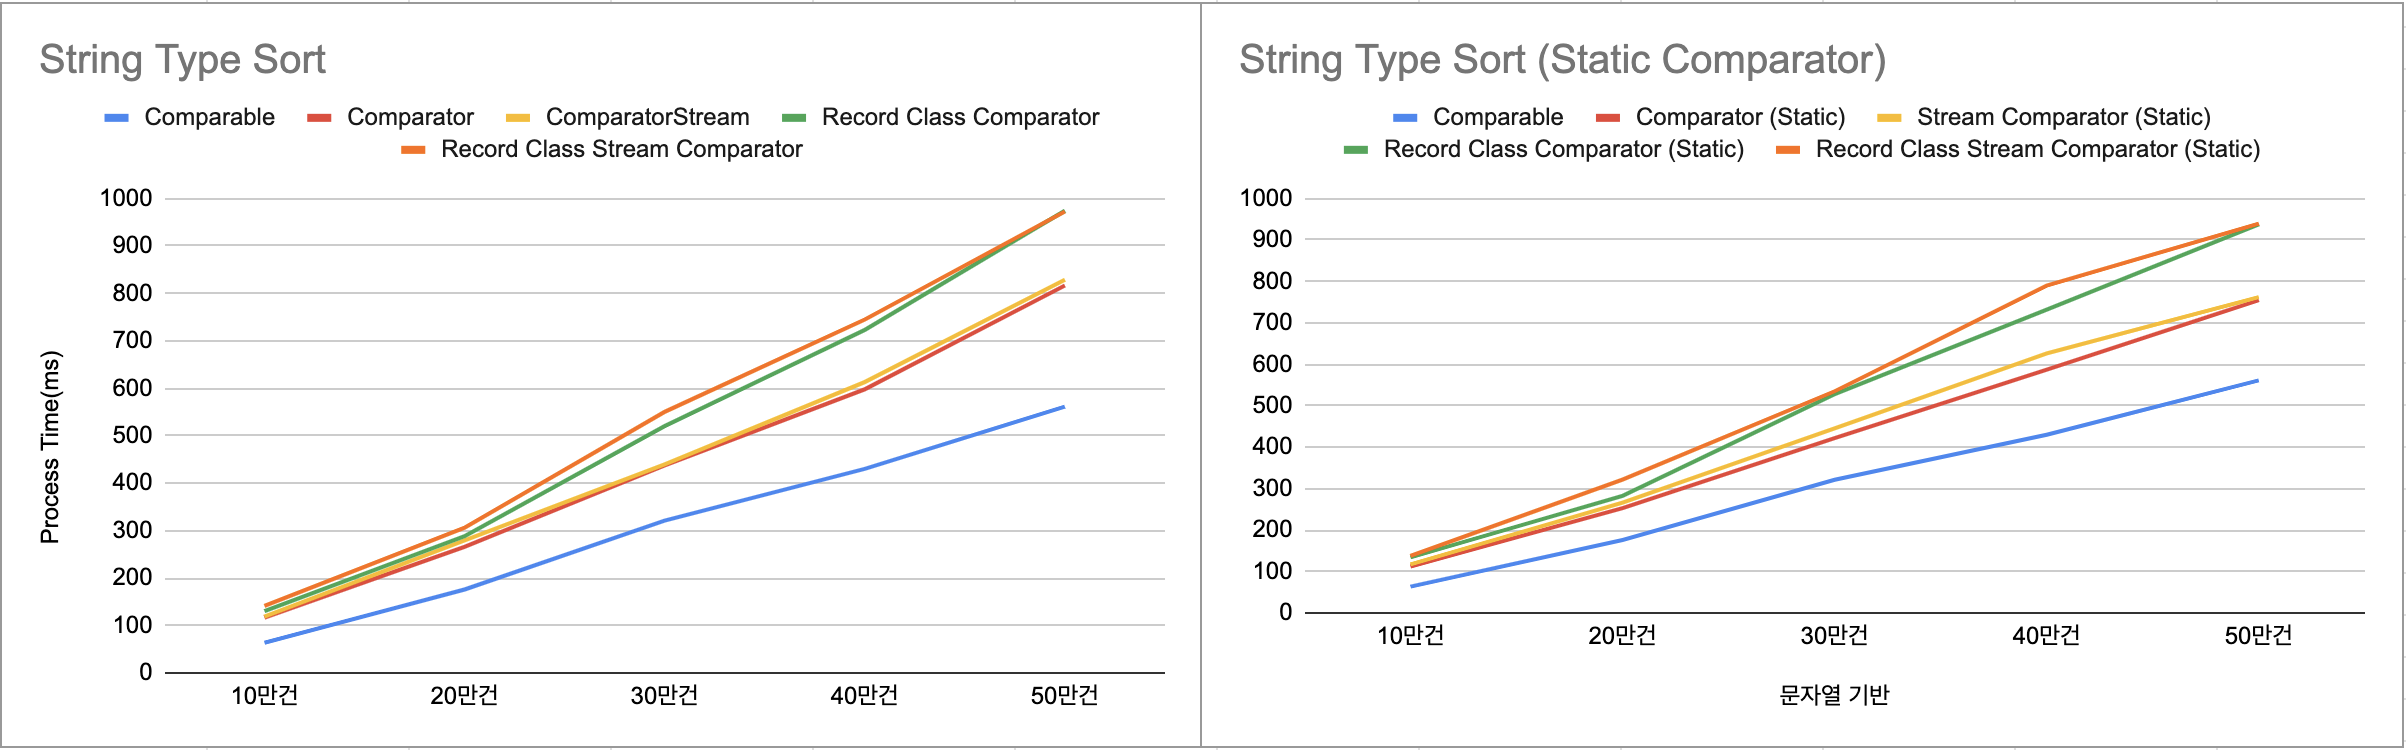 String Type Sort
Comparable Comparator ComparatorStream Record Class Comparator
Record Class Stream Comparator
Process Time(ms)
1000
900
800
700
600
500
400
300
200
100
0
10만건 20만건 30만건 40만건 50만건
String Type Sort (Static Comparator)
Comparable Comparator (Static) Stream Comparator (Static)
Record Class Comparator (Static) Record Class Stream Comparator (Static)
1000
900
800
700
600
500
400
300
200
100
0
10만건 20만건 30만건 40만건 50만건
문자열 기반